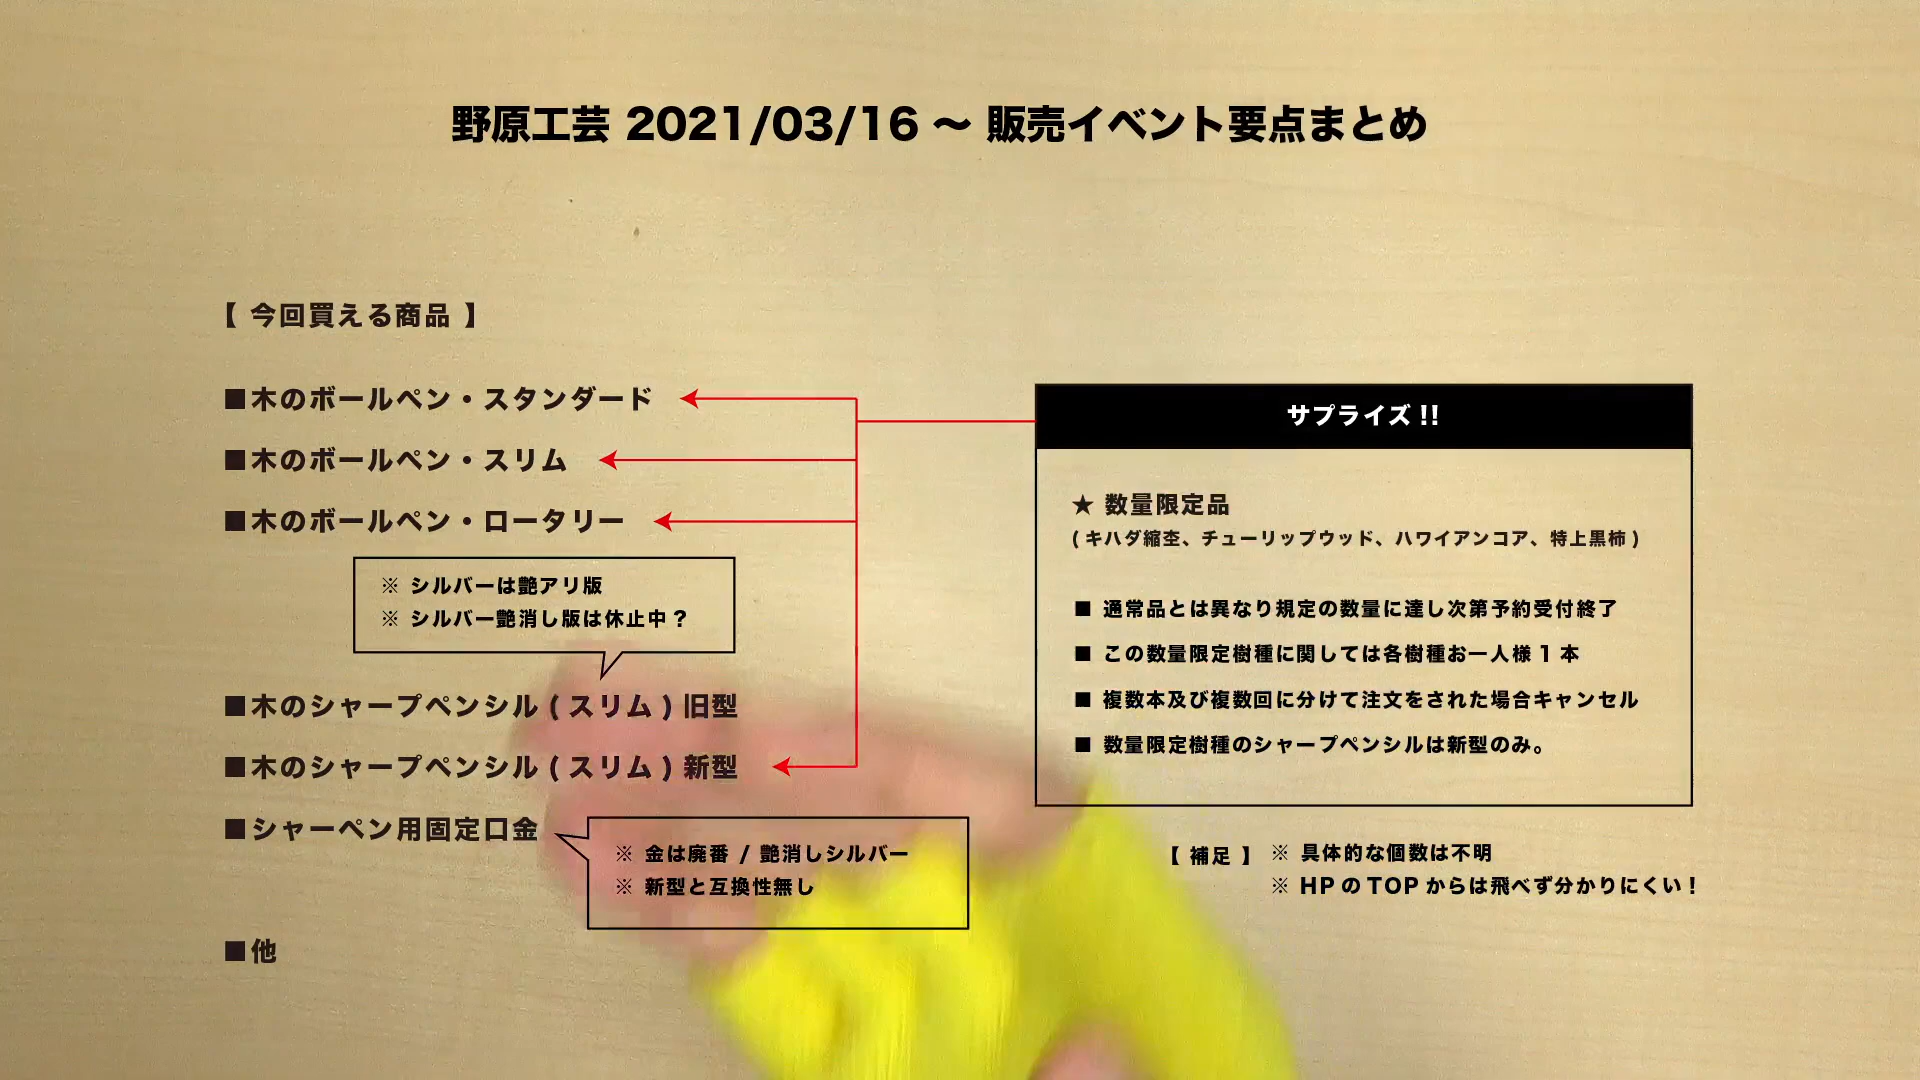 野原工芸 2021/03/16 〜 販売イベント要点まとめ
【 今回買える商品 】
■木のボールペン・スタンダード
■木のボールペン・スリム
■木のボールペン・ロータリー
※ シルバーは艶アリ版
※ シルバー艶消し版は休止中？
■木のシャープペンシル ( スリム ) 旧型
■木のシャープペンシル ( スリム ) 新型
■シャーペン用固定口金
※ 金は廃番 / 艶消しシルバー
※ 新型と互換性無し
■他
サプライズ !!
★ 数量限定品
( キハダ縮杢、チューリップウッド、ハワイアンコア、特上黒柿 )
■ 通常品とは異なり規定の数量に達し次第予約受付終了
■ この数量限定樹種に関しては各樹種お一人様 1 本
■ 複数本及び複数回に分けて注文をされた場合キャンセル
■ 数量限定樹種のシャープペンシルは新型のみ。
【 補足 】 ※ 具体的な個数は不明
※ HP の TOP からは飛べず分かりにくい！